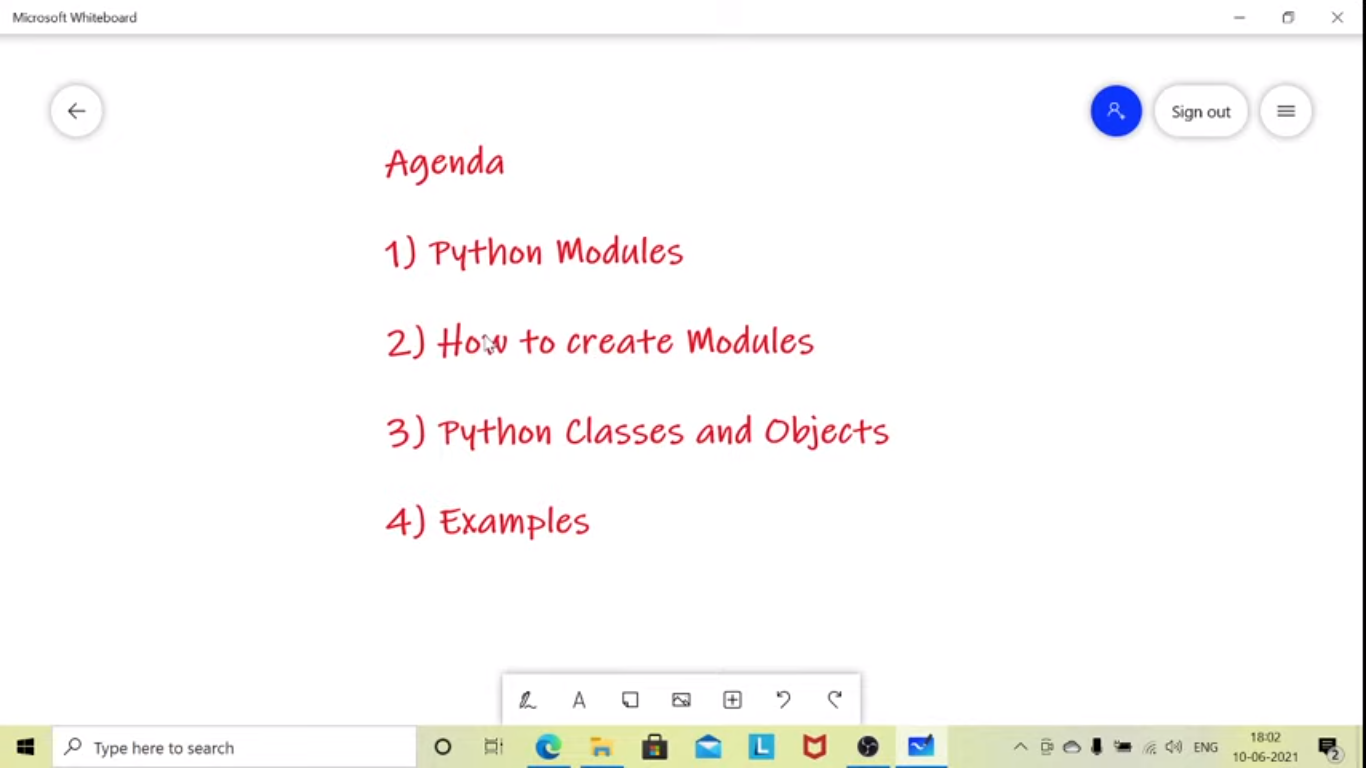 Microsoft Whiteboard
Sign out
Agenda
1) Python Modules
2) How to create Modules
3) Python Classes and Objects
4) Examples
A
Type here to search
L
ENG
18:02
10-06-2021
2